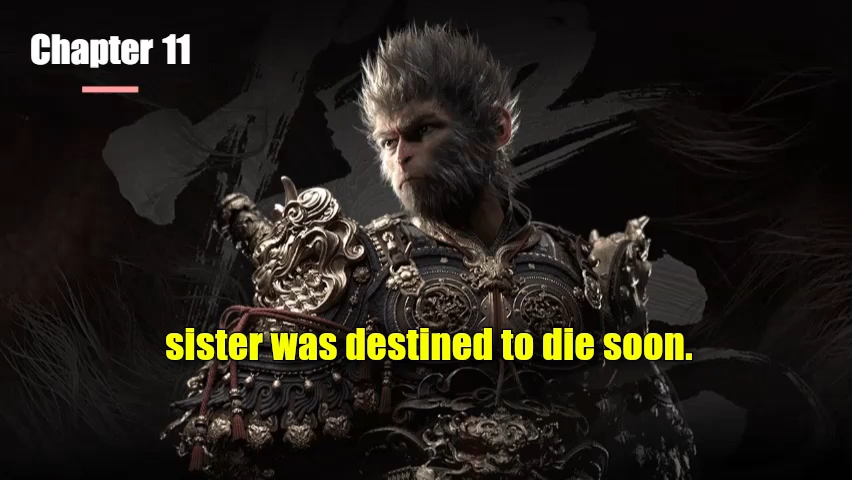 Chapter 11
sister was destined to die soon.